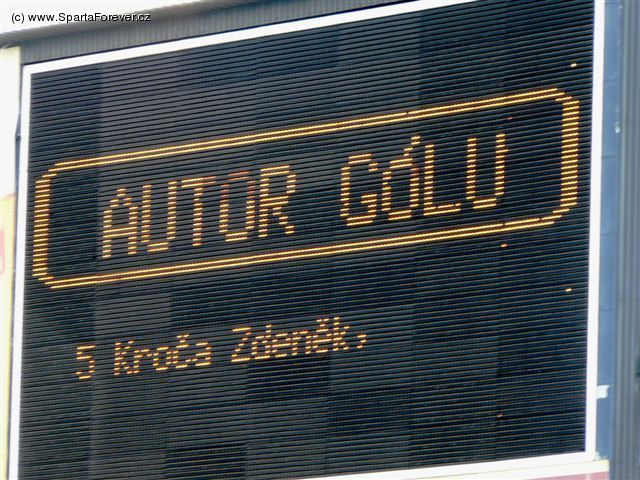 (c) www.SpartaForever.cz
AUTOR GÓLU
5 Kroča Zdeněk,